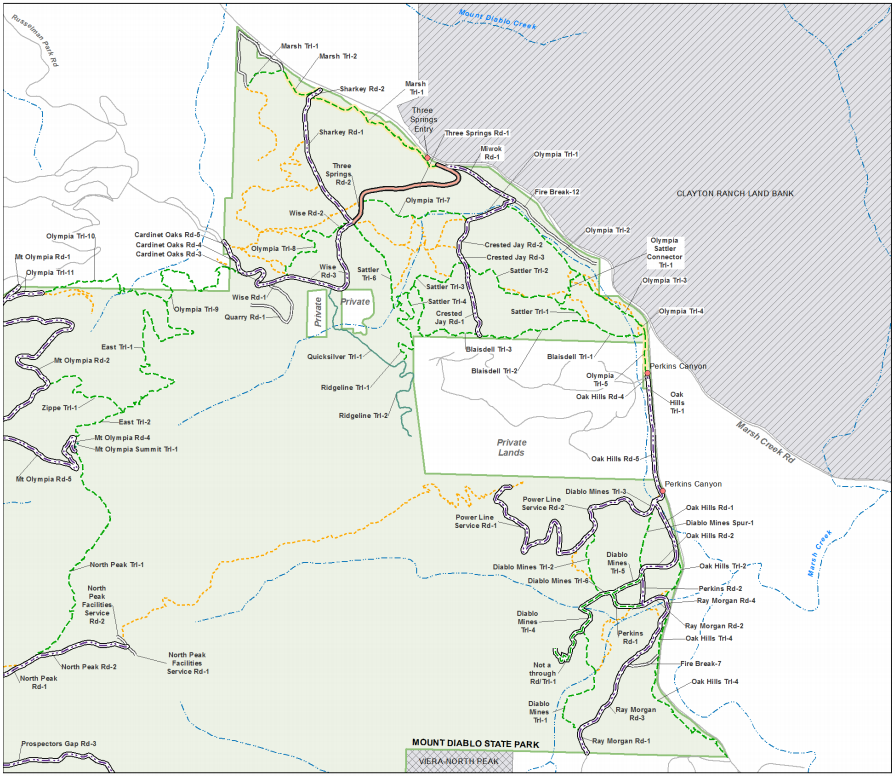 Mount Diablo Creek
Russelman Park Rd
Marsh Trl-1
Marsh Trl-2
Sharkey Rd-2
Marsh
Trl-1
Three
Springs
Entry
Sharkey Rd-1
Three Springs Rd-1
Miwok
Rd-1
Olympia Trl-1
Three
Springs
Rd-2
Fire Break-12
CLAYTON RANCH LAND BANK
Olympia Trl-7
Wise Rd-2
Olympia Trl-2
Cardinet Oaks Rd-5
Cardinet Oaks Rd-4
Cardinet Oaks Rd-3
Olympia Trl-10
Olympia Trl-8
Crested Jay Rd-2
Crested Jay Rd-3
Olympia
Sattler
Connector
Trl-1
Mt Olympia Rd-1
Olympia Trl-11
Wise
Rd-3
Sattler
Trl-6
Sattler Trl-2
Sattler Trl-3
Olympia Trl-3
Wise Rd-1
Private
Private
Sattler Trl-4
Olympia Trl-9
Quarry Rd-1
Crested
Jay Rd-1
Sattler Trl-1
Olympia Trl-4
East Trl-1
Quicksilver Trl-1
Blaisdell Trl-3
Blaisdell Trl-1
Mt Olympia Rd-2
Blaisdell Trl-2
Perkins Canyon
Ridgeline Trl-1
Olympia
Trl-5
Oak Hills Rd-4
Oak
Hills
Trl-1
Zippe Trl-1
Ridgeline Trl-2
East Trl-2
Marsh Creek Rd
Mt Olympia Rd-4
Mt Olympia Summit Trl-1
Private
Lands
Oak Hills Rd-5
Mt Olympia Rd-5
Perkins Canyon
Diablo Mines Trl-3
Power Line
Service Rd-2
Oak Hills Rd-1
Power Line
Service Rd-1
Diablo Mines Spur-1
Oak Hills Rd-2
Marsh Creek
North Peak Trl-1
Diablo Mines Trl-2
Diablo
Mines
Trl-5
Oak Hills Trl-2
Diablo Mines Trl-6
Perkins Rd-2
North
Peak
Facilities
Service
Rd-2
Ray Morgan Rd-4
Diablo
Mines
Trl-4
Perkins
Rd-1
Ray Morgan Rd-2
Oak Hills Trl-4
North Peak
Facilities
Service Rd-1
Not a
through
Rd/Trl-1
Fire Break-7
North Peak Rd-2
North Peak
Rd-1
Oak Hills Trl-4
Diablo
Mines
Trl-1
Ray Morgan
Rd-3
Prospectors Gap Rd-3
MOUNT DIABLO STATE PARK
Ray Morgan Rd-1
VIERA-NORTH PEAK